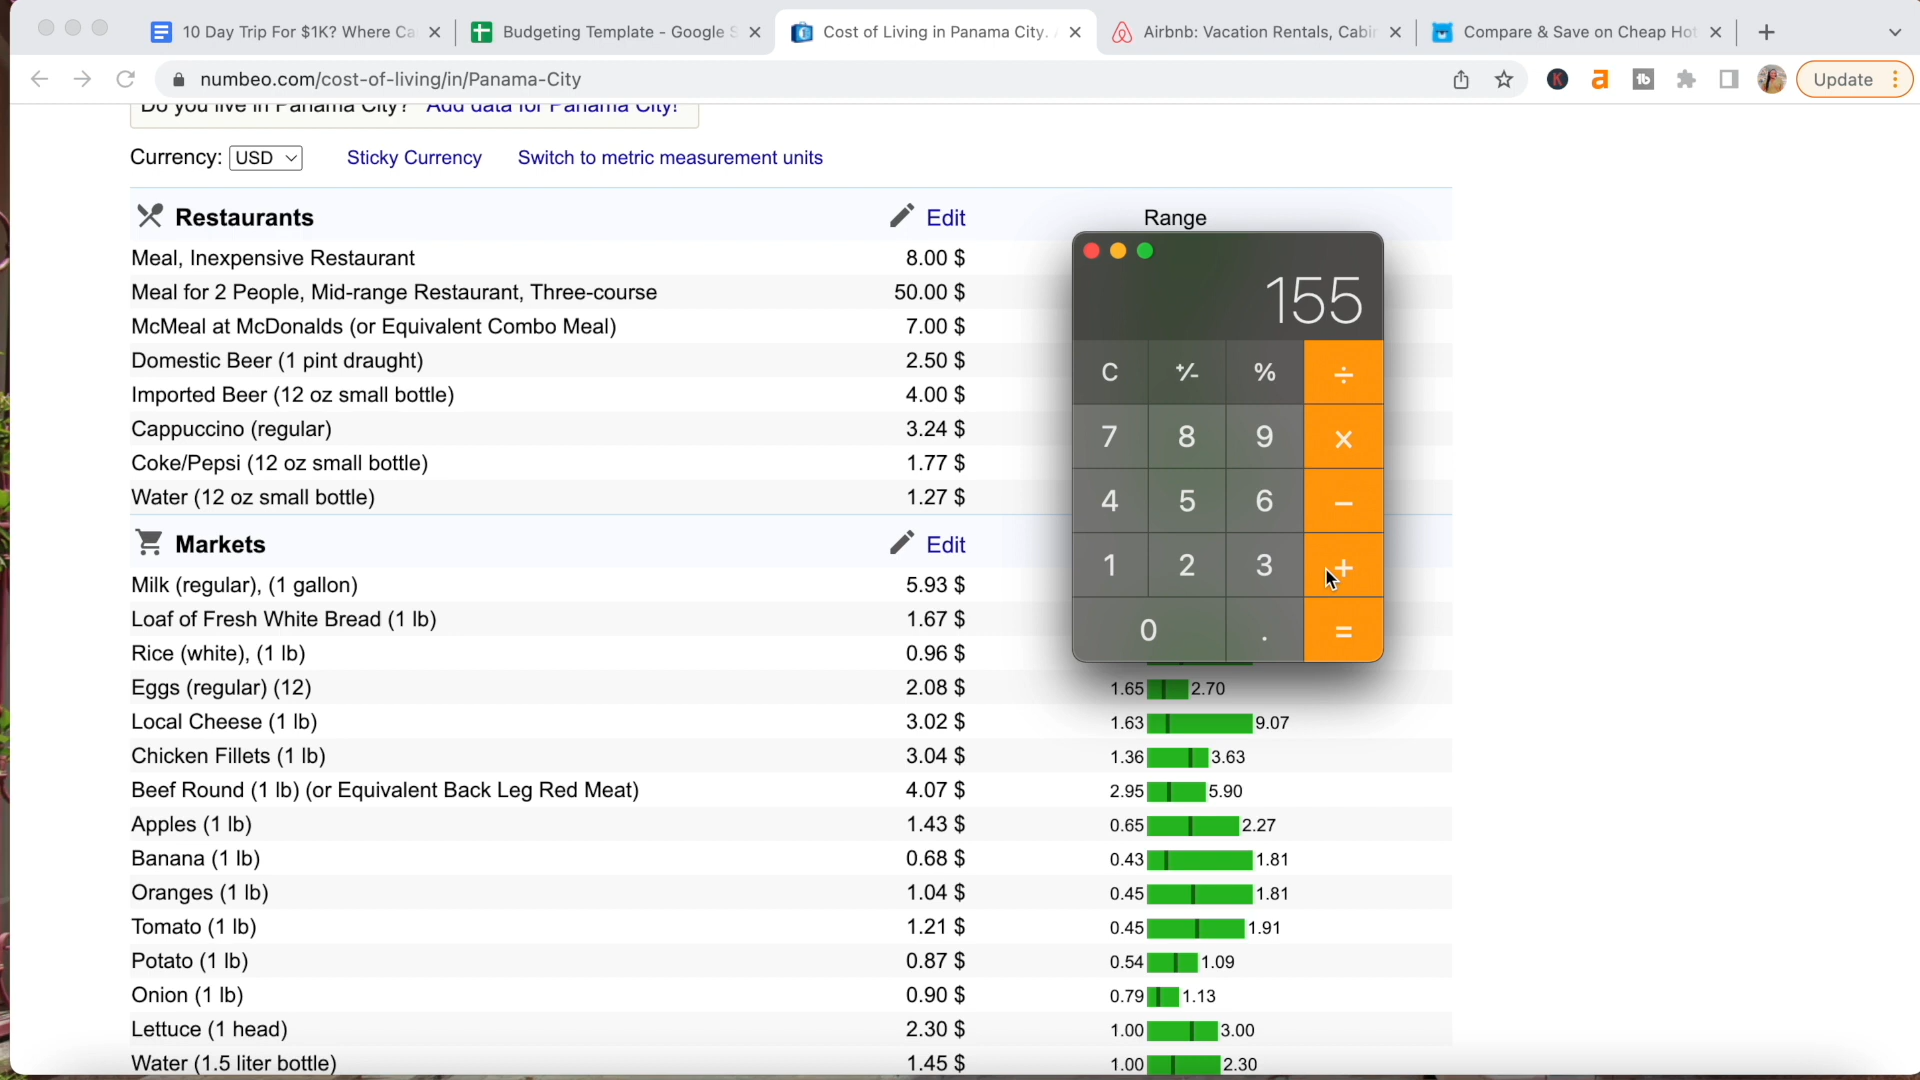 10 Day Trip For $1K? Where Ca
Budgeting Template - Google S
Cost of Living in Panama City.
Airbnb: Vacation Rentals, Cabin
Compare & Save on Cheap Hot
numbeo.com/cost-of-living/in/Panama-City
Update
Do you live in Panama City? Add data for Panama City!
Currency: USD Sticky Currency Switch to metric measurement units
Restaurants Edit Range
Meal, Inexpensive Restaurant 8.00 $
Meal for 2 People, Mid-range Restaurant, Three-course 50.00 $
McMeal at McDonalds (or Equivalent Combo Meal) 7.00 $
Domestic Beer (1 pint draught) 2.50 $
Imported Beer (12 oz small bottle) 4.00 $
Cappuccino (regular) 3.24 $
Coke/Pepsi (12 oz small bottle) 1.77 $
Water (12 oz small bottle) 1.27 $
Markets Edit
Milk (regular), (1 gallon) 5.93 $
Loaf of Fresh White Bread (1 lb) 1.67 $
Rice (white), (1 lb) 0.96 $
Eggs (regular) (12) 2.08 $ 1.65 2.70
Local Cheese (1 lb) 3.02 $ 1.63 9.07
Chicken Fillets (1 lb) 3.04 $ 1.36 3.63
Beef Round (1 lb) (or Equivalent Back Leg Red Meat) 4.07 $ 2.95 5.90
Apples (1 lb) 1.43 $ 0.65 2.27
Banana (1 lb) 0.68 $ 0.43 1.81
Oranges (1 lb) 1.04 $ 0.45 1.81
Tomato (1 lb) 1.21 $ 0.45 1.91
Potato (1 lb) 0.87 $ 0.54 1.09
Onion (1 lb) 0.90 $ 0.79 1.13
Lettuce (1 head) 2.30 $ 1.00 3.00
Water (1.5 liter bottle) 1.45 $ 1.00 2.30
155
C +/- % ÷
7 8 9 ×
4 5 6 −
1 2 3 +
0 . =